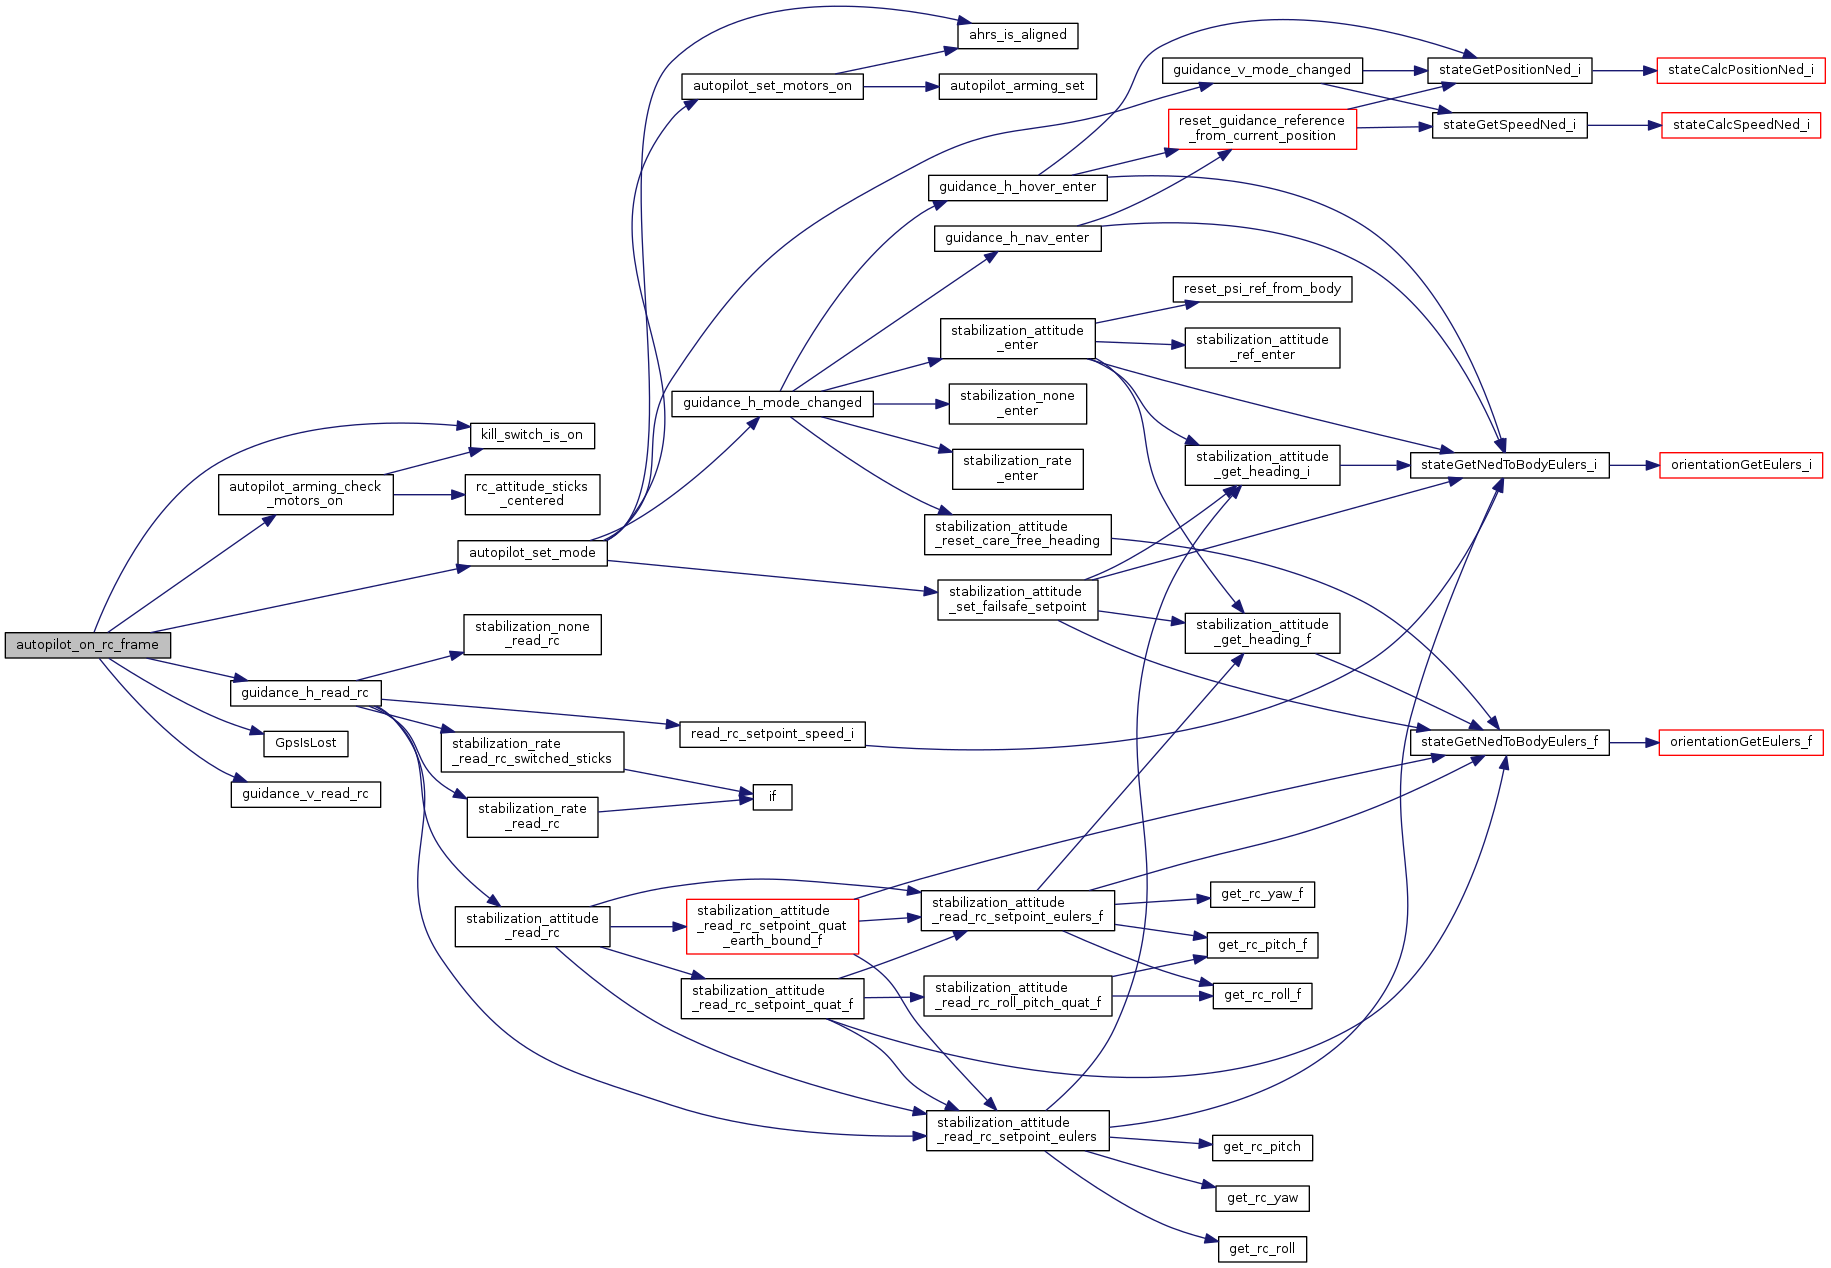 ahrs_is_aligned
autopilot_set_motors_on
autopilot_arming_set
guidance_v_mode_changed
stateGetPositionNed_i
stateCalcPositionNed_i
reset_guidance_reference
_from_current_position
stateGetSpeedNed_i
stateCalcSpeedNed_i
guidance_h_hover_enter
guidance_h_nav_enter
reset_psi_ref_from_body
stabilization_attitude
_enter
stabilization_attitude
_ref_enter
guidance_h_mode_changed
stabilization_none
_enter
kill_switch_is_on
stabilization_rate
_enter
stabilization_attitude
_get_heading_i
stateGetNedToBodyEulers_i
orientationGetEulers_i
autopilot_arming_check
_motors_on
rc_attitude_sticks
_centered
stabilization_attitude
_reset_care_free_heading
autopilot_set_mode
stabilization_attitude
_set_failsafe_setpoint
autopilot_on_rc_frame
stabilization_none
_read_rc
stabilization_attitude
_get_heading_f
guidance_h_read_rc
GpsIsLost
stabilization_rate
_read_rc_switched_sticks
read_rc_setpoint_speed_i
stateGetNedToBodyEulers_f
orientationGetEulers_f
guidance_v_read_rc
stabilization_rate
_read_rc
if
stabilization_attitude
_read_rc
stabilization_attitude
_read_rc_setpoint_quat
_earth_bound_f
stabilization_attitude
_read_rc_setpoint_eulers_f
get_rc_yaw_f
get_rc_pitch_f
stabilization_attitude
_read_rc_setpoint_quat_f
stabilization_attitude
_read_rc_roll_pitch_quat_f
get_rc_roll_f
stabilization_attitude
_read_rc_setpoint_eulers
get_rc_pitch
get_rc_yaw
get_rc_roll